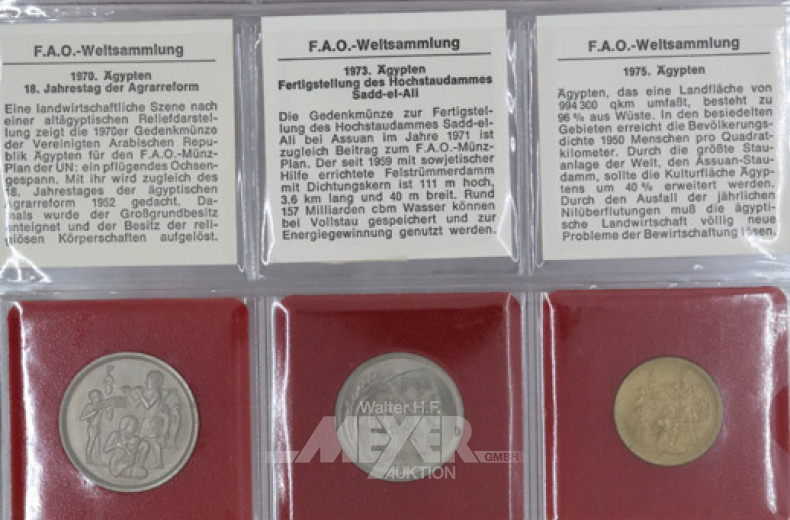 F.A.O.-Weltsammlung
1970. Ägypten
18. Jahrestag der Agrarreform
Eine landwirtschaftliche Szene nach
einer altägyptischen Reliefdarstel-
lung zeigt die 1970er Gedenkmünze
der Vereinigten Arabischen Repu-
blik Ägypten für den F.A.O.-Münz-
Plan der UN: ein pflügendes Ochsen-
gespann. Mit ihr wird zugleich des
18. Jahrestages der ägyptischen
Agrarreform 1952 gedacht. Da-
mals wurde der Großgrundbesitz
enteignet und der Besitz der reli-
giösen Körperschaften aufgelöst.
F.A.O.-Weltsammlung
1973. Ägypten
Fertigstellung des Hochstaudammes
Sadd-el-Ali
Die Gedenkmünze zur Fertigstel-
lung des Hochstaudammes Sadd-el-
Ali bei Assuan im Jahre 1971 ist
zugleich Beitrag zum F.A.O.-Münz-
Plan. Der seit 1959 mit sowjetischer
Hilfe errichtete Felstrümmerdamm
mit Dichtungskern ist 111 m hoch,
3,6 km lang und 40 m breit. Rund
157 Milliarden cbm Wasser können
bei Vollstau gespeichert und zur
Energiegewinnung genutzt werden.
F.A.O.-Weltsammlung
1975. Ägypten
Ägypten, das eine Landfläche von
994 300 qkm umfaßt, besteht zu
96 % aus Wüste. In den besiedelten
Gebieten erreicht die Bevölkerungs-
dichte 1950 Menschen pro Quadrat-
kilometer. Durch die größte Stau-
anlage der Welt, den Assuan-Stau-
damm, sollte die Kulturfläche Ägyp-
tens um 40 % erweitert werden.
Durch den Ausfall der jährlichen
Nilüberflutungen muß die ägypti-
sche Landwirtschaft völlig neue
Probleme der Bewirtschaftung lösen.
Walter H.F.
MEYER
GMBH
AUKTION